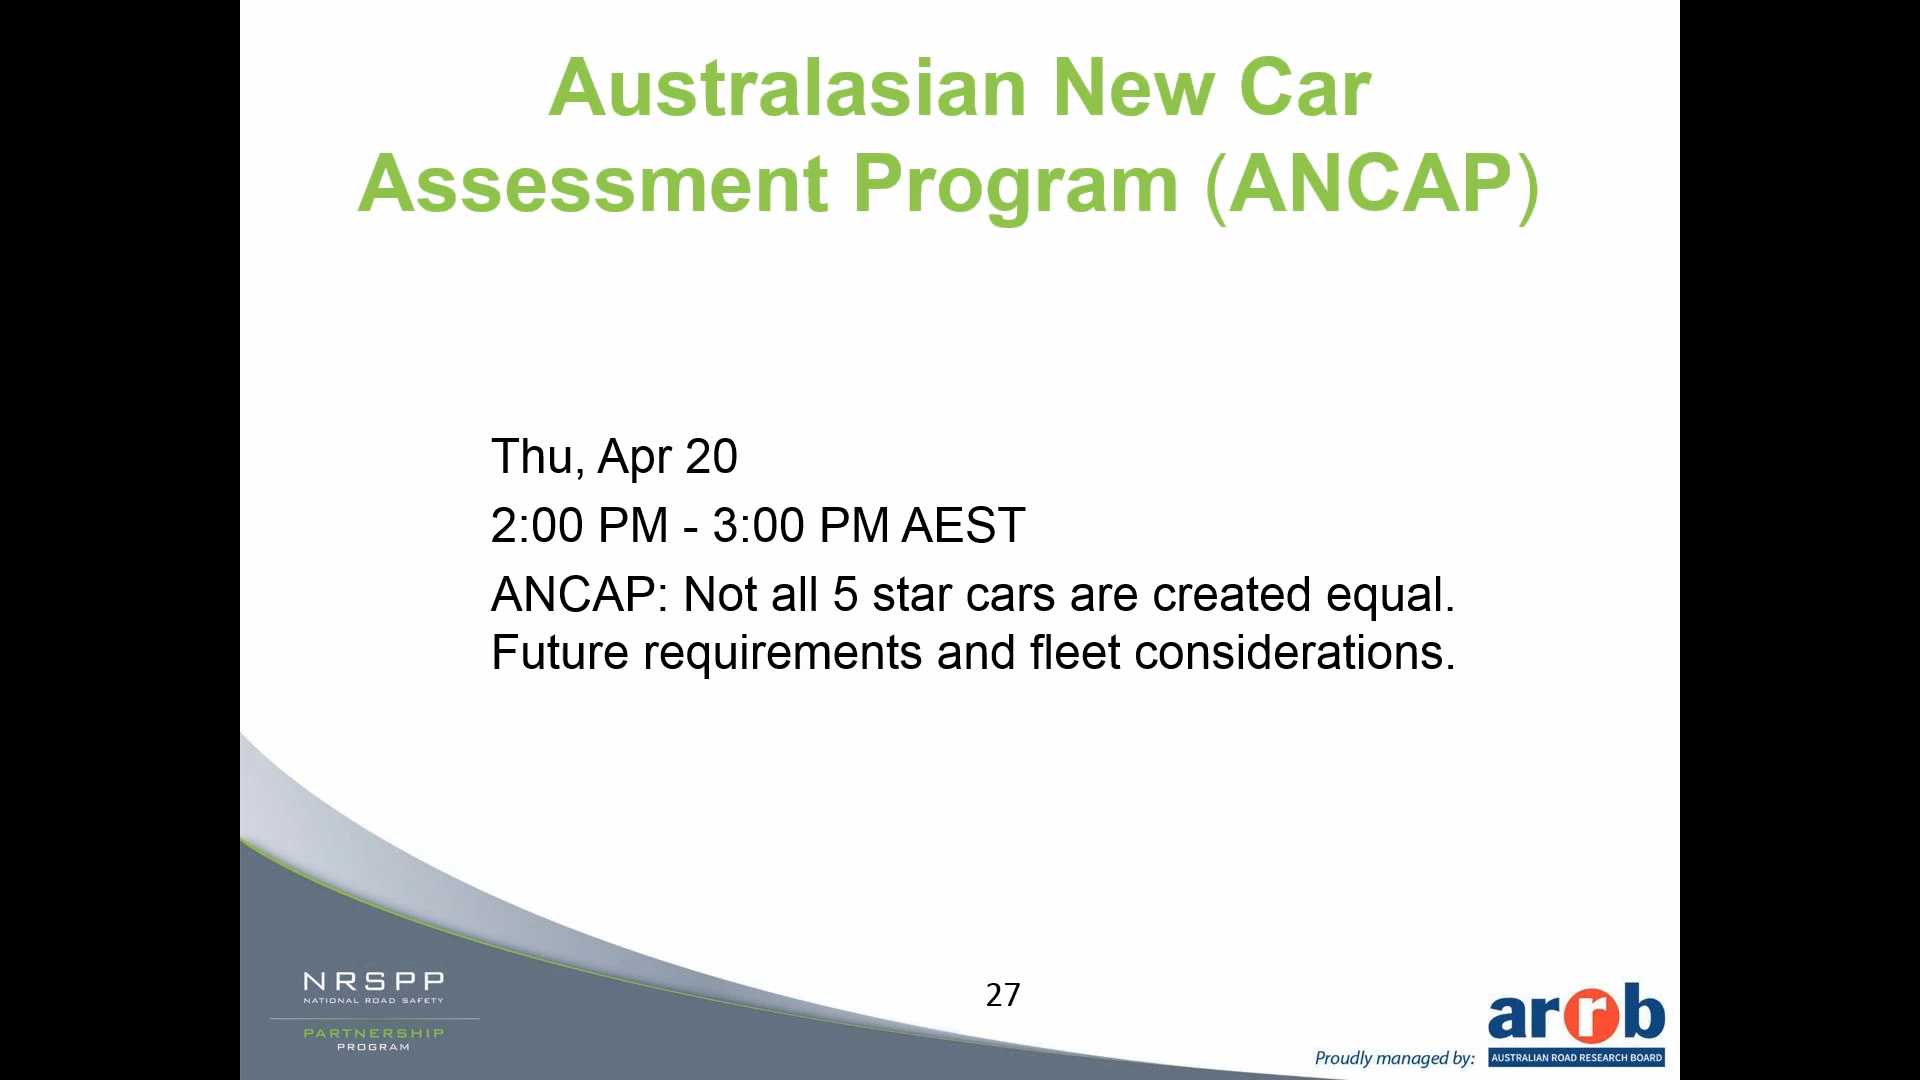 Australasian New Car
Assessment Program (ANCAP)
Thu, Apr 20
2:00 PM - 3:00 PM AEST
ANCAP: Not all 5 star cars are created equal.
Future requirements and fleet considerations.
NRSPP
NATIONAL ROAD SAFETY
PARTNERSHIP
PROGRAM
27
Proudly managed by:
arrb
AUSTRALIAN ROAD RESEARCH BOARD